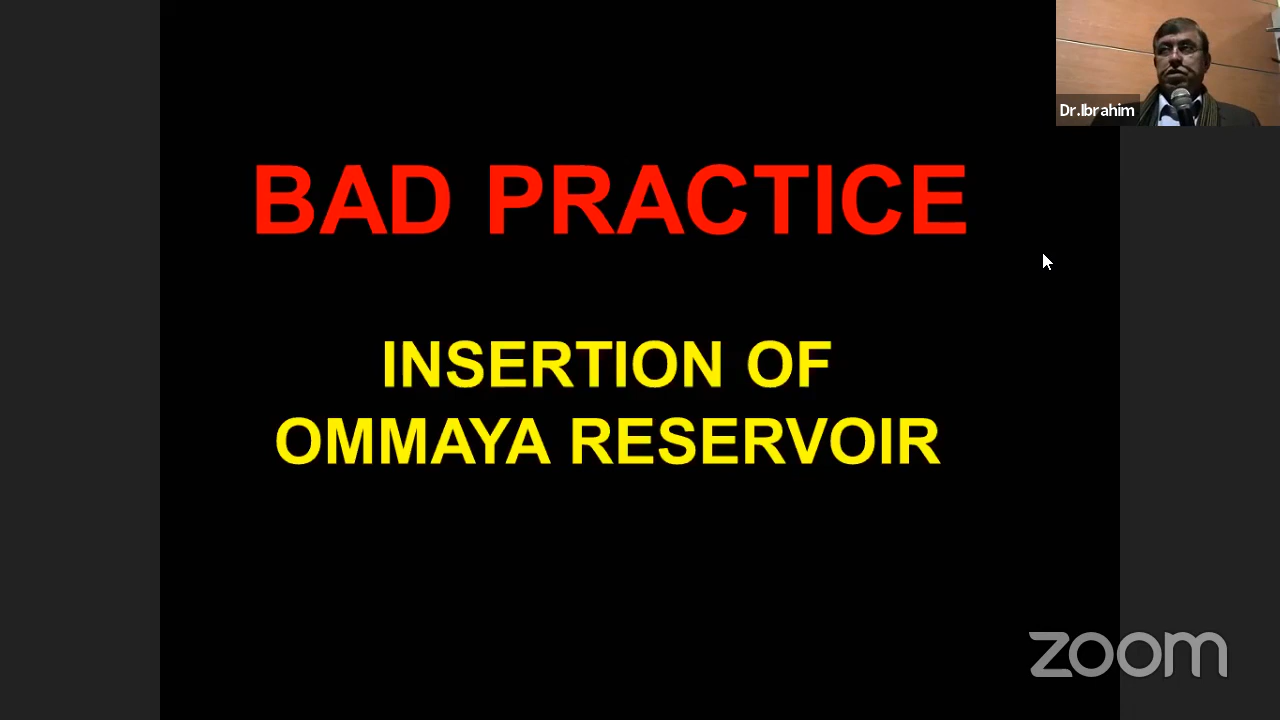 Dr.Ibrahim
BAD PRACTICE
INSERTION OF
OMMAYA RESERVOIR
zoom